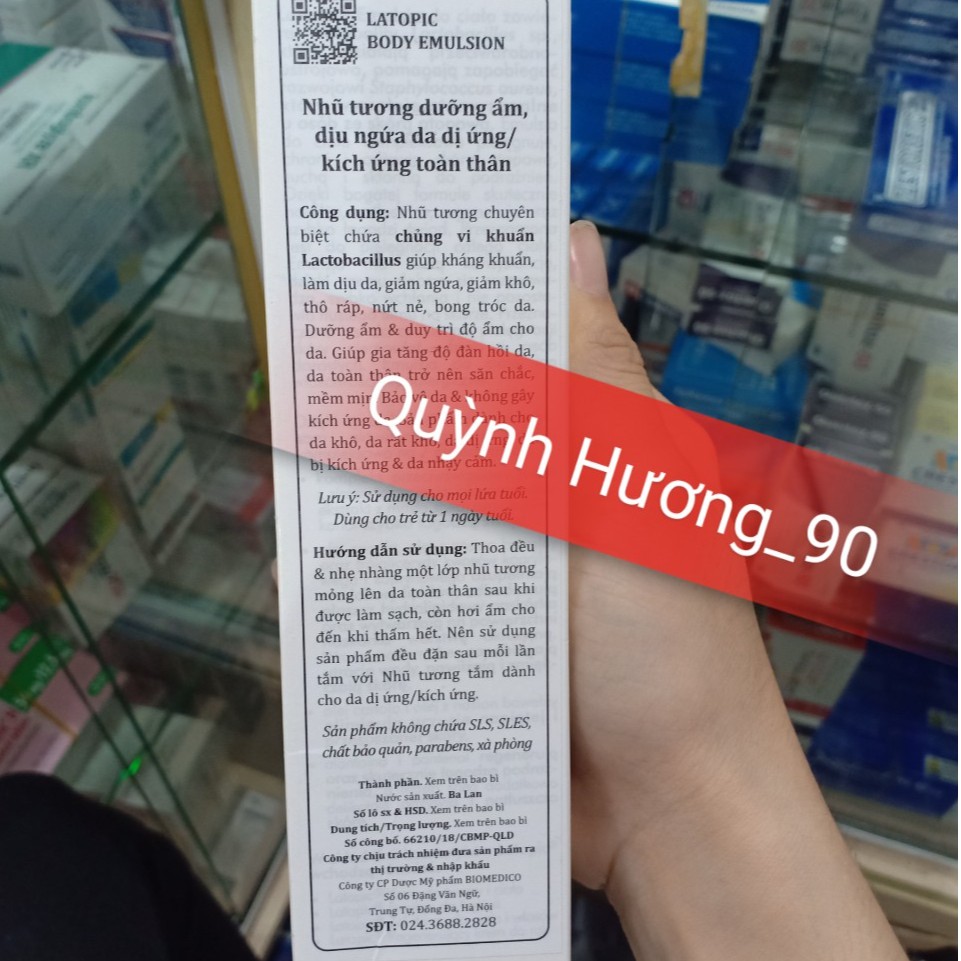 LATOPIC
BODY EMULSION
Nhũ tương dưỡng ẩm,
dịu ngứa da dị ứng/
kích ứng toàn thân
Công dụng: Nhũ tương chuyên
biệt chứa chủng vi khuẩn
Lactobacillus giúp kháng khuẩn,
làm dịu da, giảm ngứa, giảm khô,
thô ráp, nứt nẻ, bong tróc da.
Dưỡng ẩm & duy trì độ ẩm cho
da. Giúp gia tăng độ đàn hồi da,
da toàn thân trở nên săn chắc,
mềm mịn. Bảo vệ da & không gây
kích ứng da. Sản phẩm dành cho
da khô, da rất khô, da dị ứng,
bị kích ứng & da nhạy cảm.
Lưu ý: Sử dụng cho mọi lứa tuổi.
Dùng cho trẻ từ 1 ngày tuổi.
Quỳnh Hương_90
Hướng dẫn sử dụng: Thoa đều
& nhẹ nhàng một lớp nhũ tương
mỏng lên da toàn thân sau khi
được làm sạch, còn hơi ẩm cho
đến khi thấm hết. Nên sử dụng
sản phẩm đều đặn sau mỗi lần
tắm với Nhũ tương tắm dành
cho da dị ứng/kích ứng.
Sản phẩm không chứa SLS, SLES,
chất bảo quản, parabens, xà phòng
Thành phần. Xem trên bao bì
Nước sản xuất. Ba Lan
Số lô sx & HSD. Xem trên bao bì
Dung tích/Trọng lượng. Xem trên bao bì
Số công bố. 66210/18/CBMP-QLD
Công ty chịu trách nhiệm đưa sản phẩm ra
thị trường & nhập khẩu
Công ty CP Dược Mỹ phẩm BIOMEDICO
Số 06 Đặng Văn Ngữ,
Trung Tự, Đống Đa, Hà Nội
SĐT: 024.3688.2828